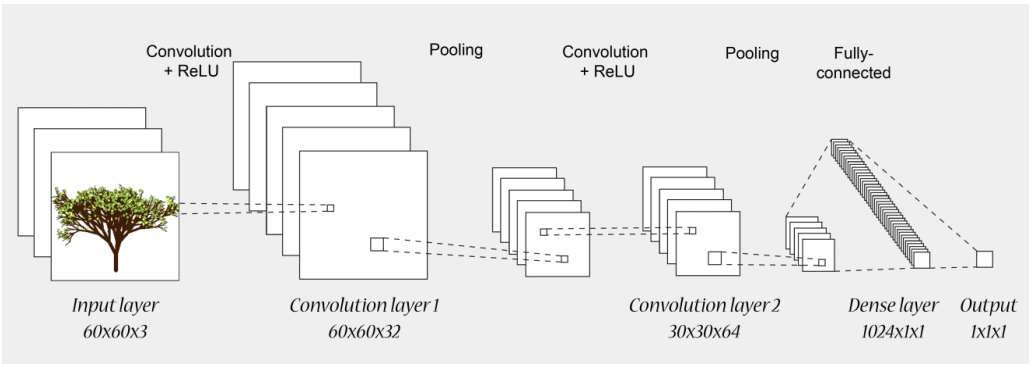 Convolution
+ ReLU
Pooling
Convolution
+ ReLU
Pooling
Fully-
connected
Input layer
60x60x3
Convolution layer 1
60x60x32
Convolution layer 2
30x30x64
Dense layer
1024x1x1
Output
1x1x1